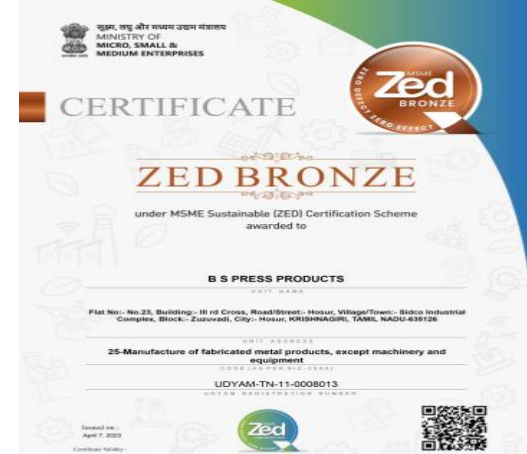 सूक्ष्म, लघु और मध्यम उद्यम मंत्रालय
MINISTRY OF
MICRO, SMALL &
MEDIUM ENTERPRISES
MSME
Zed
BRONZE
ZERO DEFECT ZERO EFFECT
CERTIFICATE
ZED BRONZE
under MSME Sustainable (ZED) Certification Scheme
awarded to
B S PRESS PRODUCTS
UNIT NAME
Flat No:- No.23, Building:- III rd Cross, Road/Street:- Hosur, Village/Town:- Sidco Industrial
Complex, Block:- Zuzuvadi, City:- Hosur, KRISHNAGIRI, TAMIL NADU-635126
UNIT ADDRESS
25-Manufacture of fabricated metal products, except machinery and
equipment
UDYAM-TN-11-0008013
UDYAM REGISTRATION NUMBER
Issued on :
April 7, 2023
Certificate Validity :
Zed